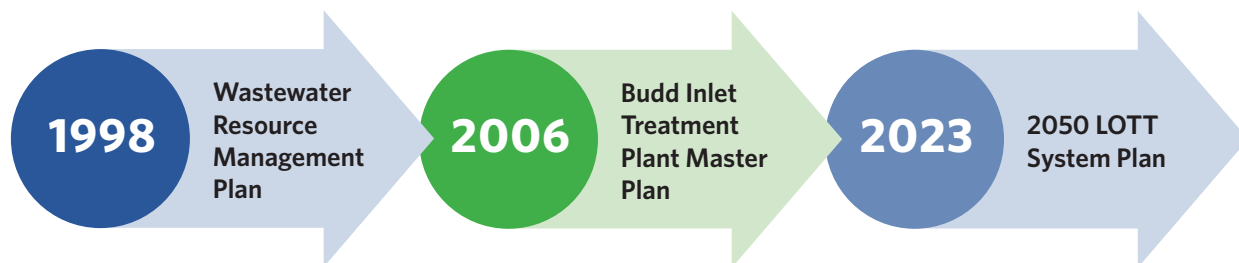 1998
Wastewater
Resource
Management
Plan
2006
Budd Inlet
Treatment
Plant Master
Plan
2023
2050 LOTT
System Plan